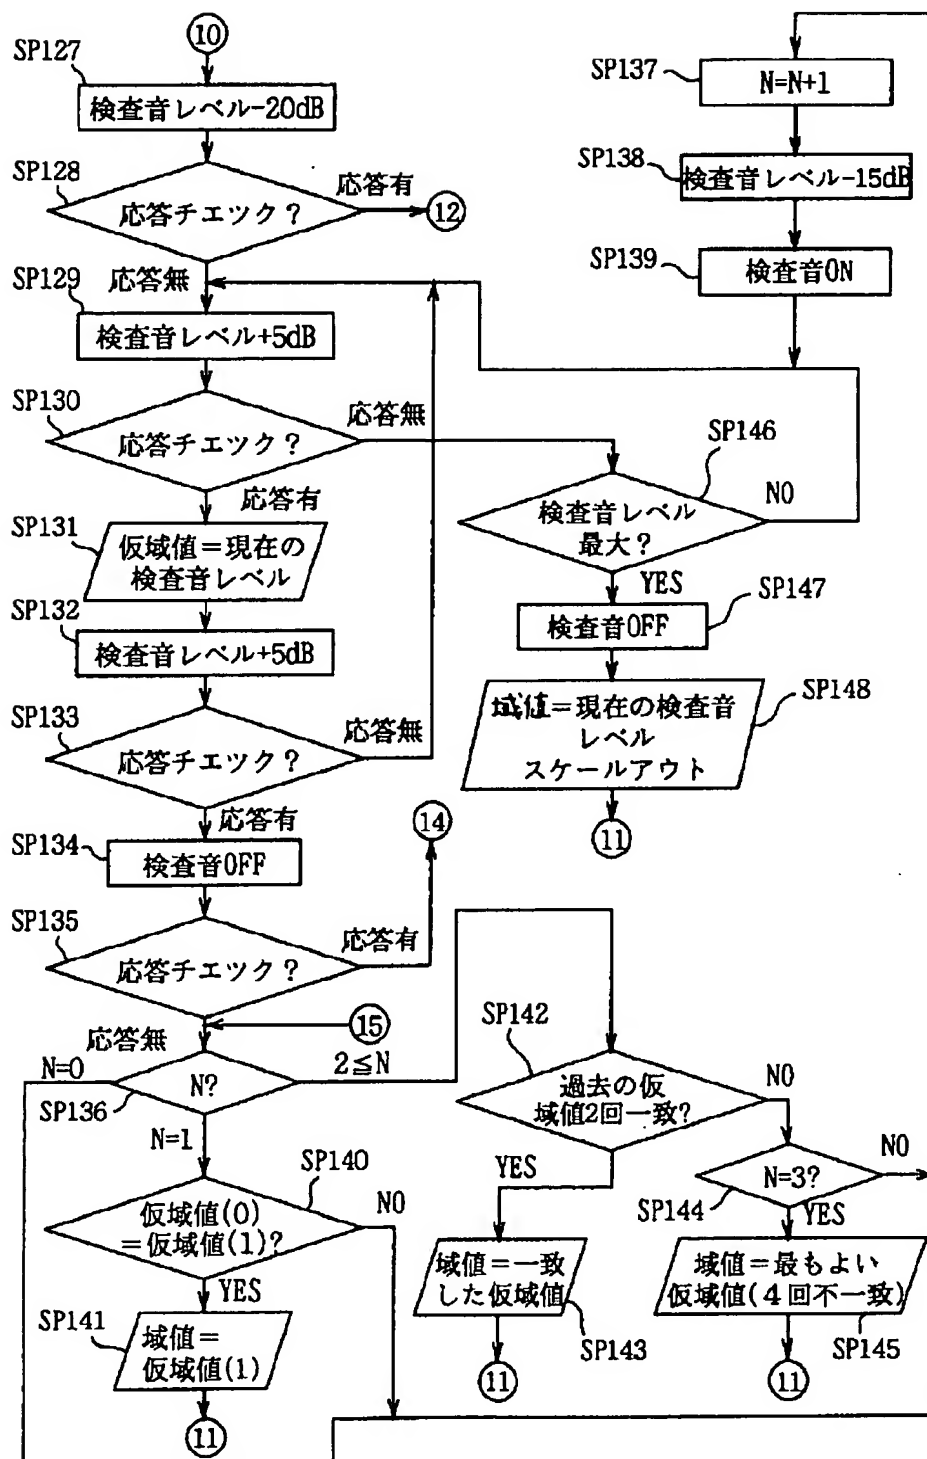 ⑩
SP127
検査音レベル-20dB
SP128
応答チエツク?
応答有
⑫
応答無
SP129
検査音レベル+5dB
SP130
応答チエツク?
応答無
応答有
SP131
仮域値=現在の
検査音レベル
SP132
検査音レベル+5dB
SP133
応答チエツク?
応答無
応答有
SP134
検査音OFF
⑭
SP135
応答チエツク?
応答有
応答無
⑮
N=0
N?
2≦N
SP136
N=1
SP140
仮域値(0)
=仮域値(1)?
NO
YES
SP141
域値=
仮域値(1)
⑪
SP137
N=N+1
SP138
検査音レベル-15dB
SP139
検査音ON
SP146
検査音レベル
最大?
NO
YES
SP147
検査音OFF
SP148
域値=現在の検査音
レベル
スケールアウト
⑪
SP142
過去の仮
域値2回一致?
NO
YES
N=3?
NO
SP144
YES
域値=一致
した仮域値
SP143
⑪
域値=最もよい
仮域値(4回不一致)
SP145
⑪